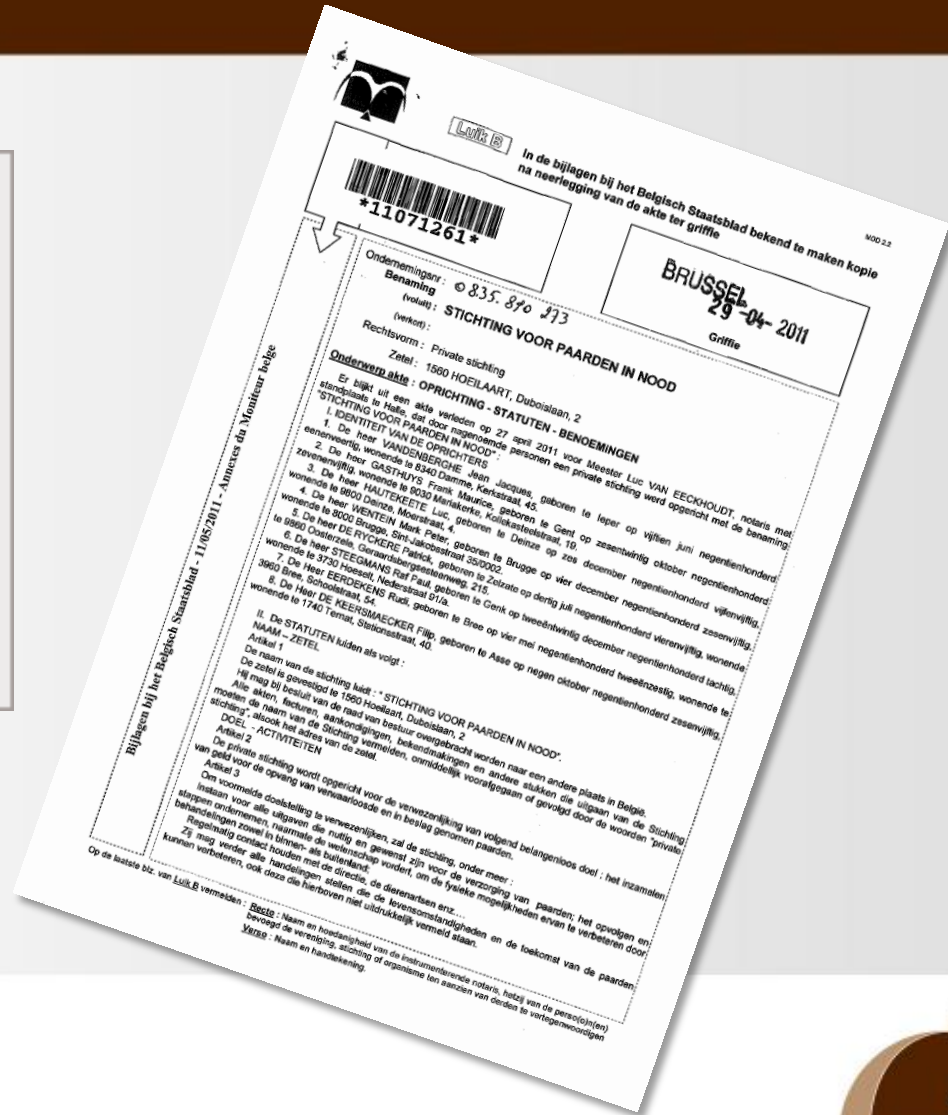 Luik B
In de bijlagen bij het Belgisch Staatsblad bekend te maken kopie
na neerlegging van de akte ter griffie
MOD 2.2
*11071261*
BRUSSEL
29 -04- 2011
Griffie
Ondernemingsnr : 0835.870 273
Benaming
(voluit) : STICHTING VOOR PAARDEN IN NOOD
(verkort) :
Rechtsvorm : Private stichting
Zetel : 1560 HOEILAART, Duboislaan, 2
Onderwerp akte : OPRICHTING - STATUTEN - BENOEMINGEN
Er blijkt uit een akte verleden op 27 april 2011 voor Meester Luc VAN EECKHOUDT, notaris met
standplaats te Halle, dat door nagenoemde personen een private stichting werd opgericht met de benaming
"STICHTING VOOR PAARDEN IN NOOD" :
I. IDENTITEIT VAN DE OPRICHTERS
1. De heer VANDENBERGHE Jean Jacques, geboren te Ieper op vijftien juni negentienhonderd
eenenveertig, wonende te 8340 Damme, Kerkstraat, 45.
2. De heer GASTHUYS Frank Maurice, geboren te Gent op zesentwintig oktober negentienhonderd
zevenenvijftig, wonende te 9030 Mariakerke, Kollekasteelstraat, 19.
3. De heer HAUTEKEETE Luc, geboren te Deinze op zes december negentienhonderd vijfenvijftig,
wonende te 9800 Deinze, Moerstraat, 4.
4. De heer WENTEIN Mark Peter, geboren te Brugge op vier december negentienhonderd zesenvijftig,
wonende te 8000 Brugge, Sint-Jakobsstraat 35/0002.
5. De heer DE RYCKERE Patrick, geboren te Zelzate op dertig juli negentienhonderd vierenvijftig, wonende
te 9860 Oosterzele, Geraardsbergsesteenweg, 215.
6. De heer STEEGMANS Raf Paul, geboren te Genk op tweeëntwintig december negentienhonderd tachtig,
wonende te 3730 Hoeselt, Nederstraat 91/a.
7. De Heer EERDEKENS Rudi, geboren te Bree op vier mei negentienhonderd tweeënzestig, wonende te
3960 Bree, Schoolstraat, 54.
8. De Heer DE KEERSMAECKER Filip, geboren te Asse op negen oktober negentienhonderd zesenvijftig,
wonende te 1740 Ternat, Stationsstraat, 40.
II. De STATUTEN luiden als volgt :
NAAM – ZETEL
Artikel 1
De naam van de stichting luidt : " STICHTING VOOR PAARDEN IN NOOD".
De zetel is gevestigd te 1560 Hoeilaart, Duboislaan, 2
Hij mag bij besluit van de raad van bestuur overgebracht worden naar een andere plaats in België.
Alle akten, facturen, aankondigingen, bekendmakingen en andere stukken die uitgaan van de Stichting
moeten de naam van de Stichting vermelden, onmiddellijk voorafgegaan of gevolgd door de woorden "private
stichting", alsook het adres van de zetel.
DOEL - ACTIVITEITEN
Artikel 2
De private stichting wordt opgericht voor de verwezenlijking van volgend belangenloos doel : het inzamelen
van geld voor de opvang van verwaarloosde en in beslag genomen paarden.
Artikel 3
Om voormelde doelstelling te verwezenlijken, zal de stichting, onder meer :
Instaan voor alle uitgaven die nuttig en gewenst zijn voor de verzorging van paarden; het opvolgen en
stappen ondernemen, naarmate de wetenschap vordert, om de fysieke mogelijkheden ervan te verbeteren door
behandelingen zowel in binnen- als buitenland;
Regelmatig contact houden met de directie, de dierenartsen enz....
Zij mag verder alle handelingen stellen die de levensomstandigheden en de toekomst van de paarden
kunnen verbeteren, ook deze die hierboven niet uitdrukkelijk vermeld staan.
Bijlagen bij het Belgisch Staatsblad - 11/05/2011 - Annexes du Moniteur belge
Op de laatste blz. van Luik B vermelden : Recto : Naam en hoedanigheid van de instrumenterende notaris, hetzij van de perso(o)n(en)
bevoegd de vereniging, stichting of organisme ten aanzien van derden te vertegenwoordigen
Verso : Naam en handtekening.